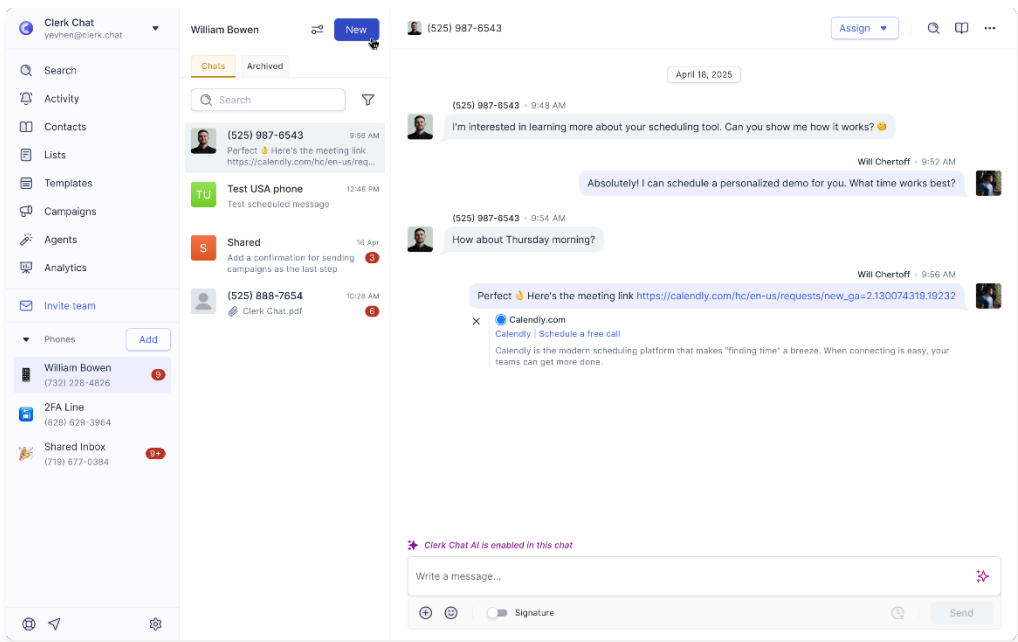 Clerk Chat
yevhen@clerk.chat
Search
Activity
Contacts
Lists
Templates
Campaigns
Agents
Analytics
Invite team
Phones
Add
William Bowen
(732) 228-4826
9
2FA Line
(628) 629-3964
Shared Inbox
(719) 677-0384
9+
William Bowen
New
Chats
Archived
Search
(525) 987-6543
9:56 AM
Perfect 👌 Here's the meeting link
https://calendly.com/hc/en-us/req...
TU
Test USA phone
12:46 PM
Test scheduled message
S
Shared
16 Apr
Add a confirmation for sending
campaigns as the last step
3
(525) 888-7654
10:28 AM
Clerk Chat.pdf
6
(525) 987-6543
Assign
April 18, 2025
(525) 987-6543 • 9:48 AM
I'm interested in learning more about your scheduling tool. Can you show me how it works? 😊
Will Chertoff • 9:52 AM
Absolutely! I can schedule a personalized demo for you. What time works best?
(525) 987-6543 • 9:54 AM
How about Thursday morning?
Will Chertoff • 9:56 AM
Perfect 👌 Here's the meeting link https://calendly.com/hc/en-us/requests/new_ga=2.130074319.19232
Calendly.com
Calendly | Schedule a free call
Calendly is the modern scheduling platform that makes "finding time" a breeze. When connecting is easy, your
teams can get more done.
Clerk Chat AI is enabled in this chat
Write a message...
Signature
Send